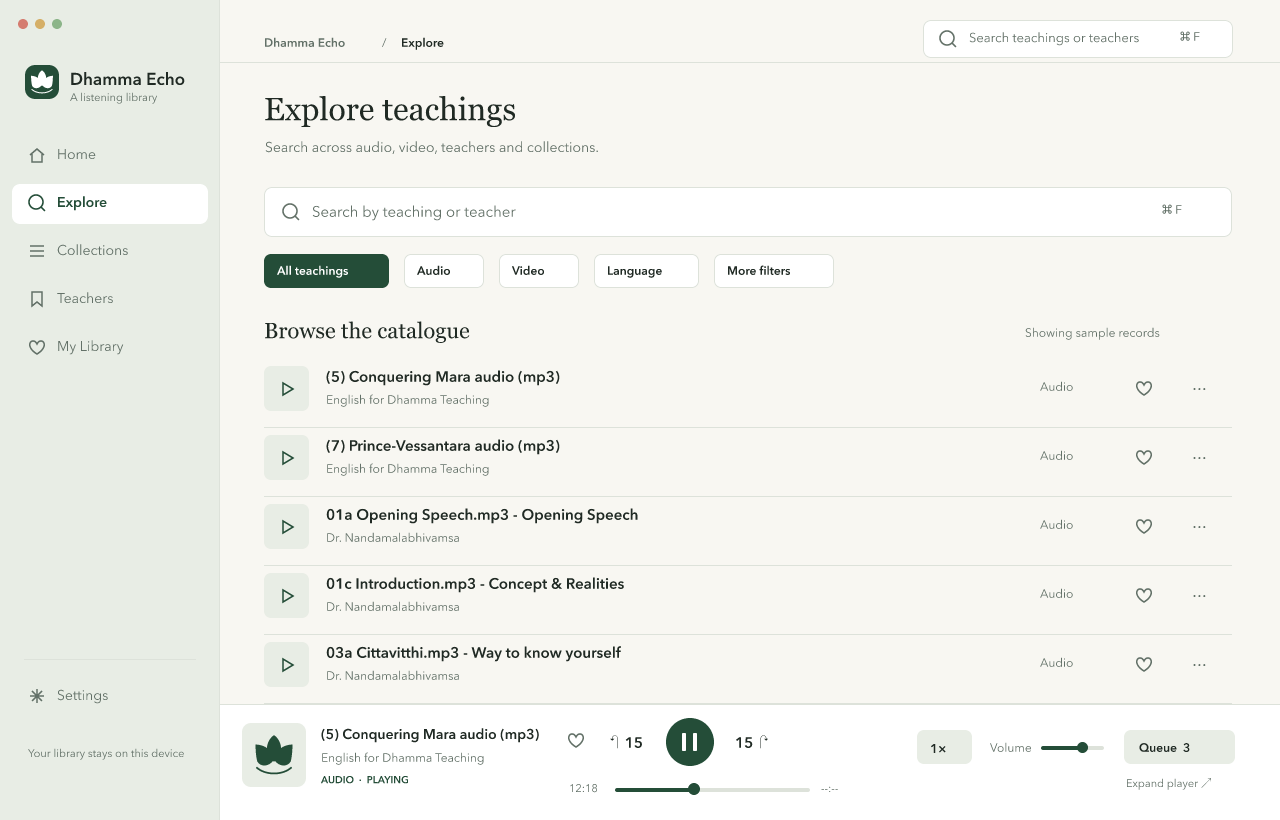 Dhamma Echo
A listening library
Home
Explore
Collections
Teachers
My Library
Settings
Your library stays on this device
Dhamma Echo / Explore
Search teachings or teachers ⌘ F
Explore teachings
Search across audio, video, teachers and collections.
Search by teaching or teacher ⌘ F
All teachings Audio Video Language More filters
Browse the catalogue Showing sample records
(5) Conquering Mara audio (mp3)
English for Dhamma Teaching
Audio ...
(7) Prince-Vessantara audio (mp3)
English for Dhamma Teaching
Audio ...
01a Opening Speech.mp3 - Opening Speech
Dr. Nandamalabhivamsa
Audio ...
01c Introduction.mp3 - Concept & Realities
Dr. Nandamalabhivamsa
Audio ...
03a Cittavitthi.mp3 - Way to know yourself
Dr. Nandamalabhivamsa
Audio ...
(5) Conquering Mara audio (mp3)
English for Dhamma Teaching
AUDIO · PLAYING
15 15
12:18 --:--
1× Volume Queue 3
Expand player ↗